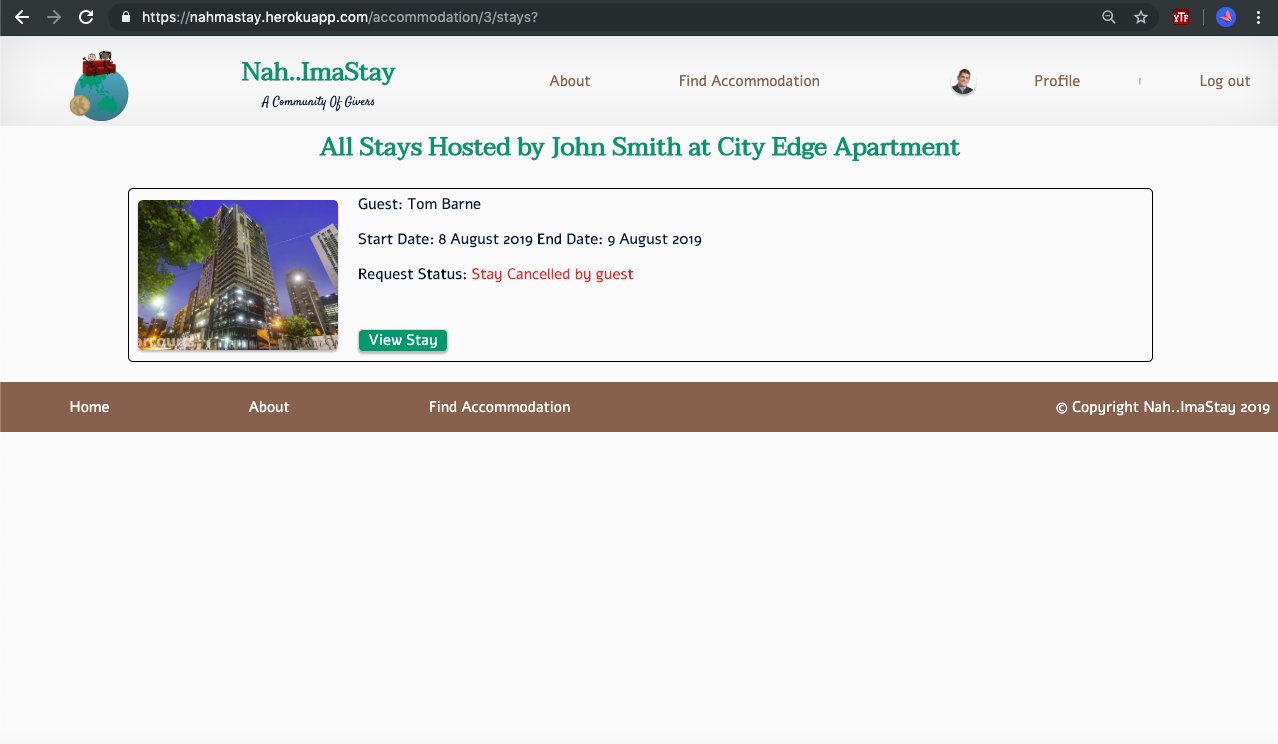 https://nahmastay.herokuapp.com/accommodation/3/stays?
YTF
Nah..ImaStay
A Community Of Givers
About
Find Accommodation
Profile
Log out
All Stays Hosted by John Smith at City Edge Apartment
Guest: Tom Barne
Start Date: 8 August 2019 End Date: 9 August 2019
Request Status: Stay Cancelled by guest
View Stay
Home
About
Find Accommodation
© Copyright Nah..ImaStay 2019